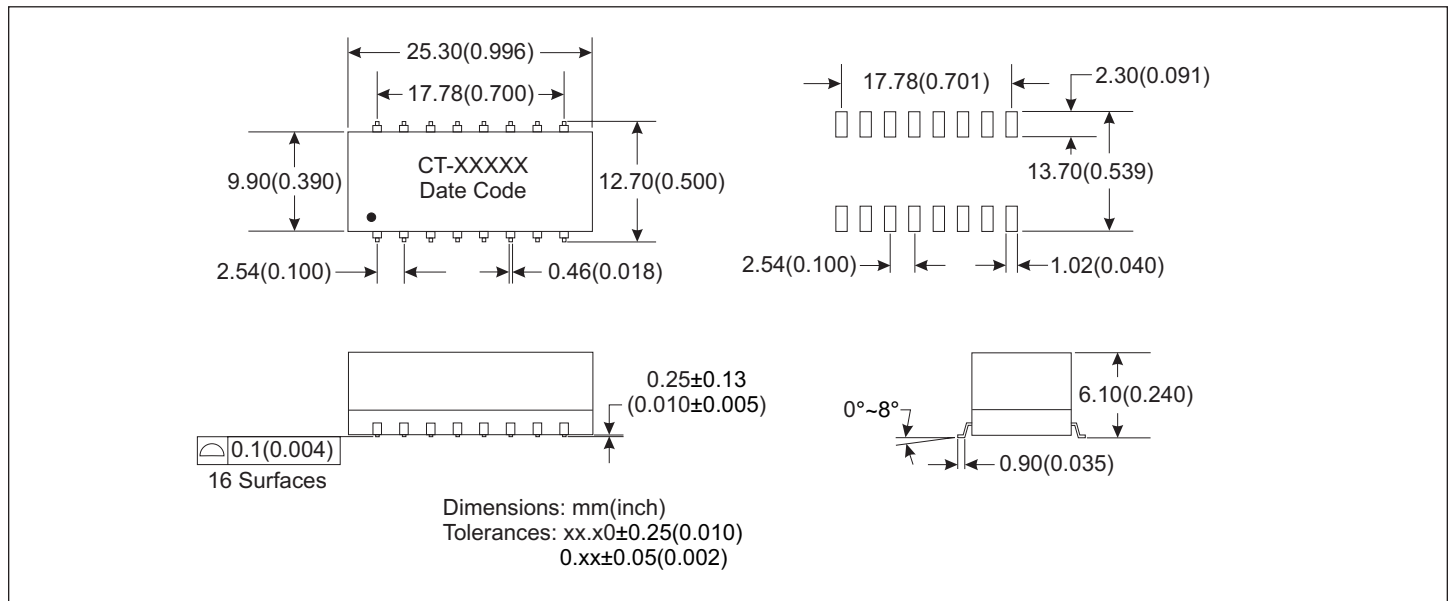 25.30(0.996)
17.78(0.700)
9.90(0.390)
CT-XXXXX
Date Code
12.70(0.500)
2.54(0.100)
0.46(0.018)
17.78(0.701)
2.30(0.091)
13.70(0.539)
2.54(0.100)
1.02(0.040)
0.25±0.13
(0.010±0.005)
0.1(0.004)
16 Surfaces
0°~8°
6.10(0.240)
0.90(0.035)
Dimensions: mm(inch)
Tolerances: xx.x0±0.25(0.010)
0.xx±0.05(0.002)